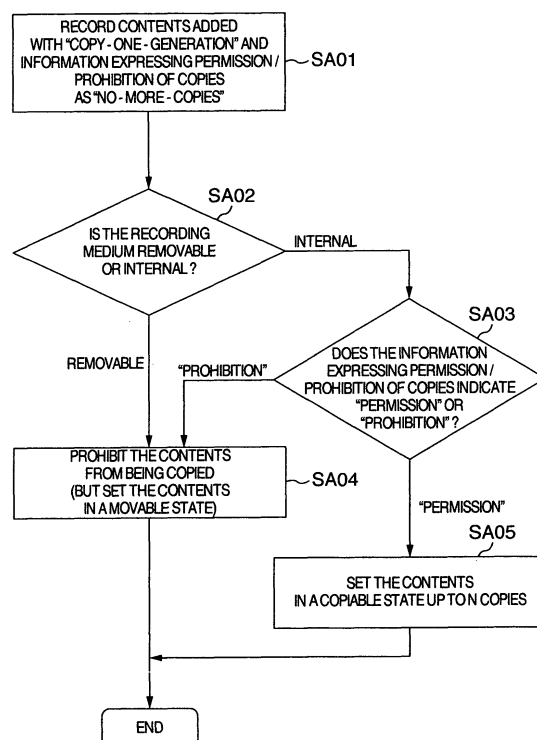 RECORD CONTENTS ADDED
WITH "COPY - ONE - GENERATION" AND
INFORMATION EXPRESSING PERMISSION /
PROHIBITION OF COPIES
AS "NO - MORE - COPIES"
SA01
SA02
IS THE RECORDING
MEDIUM REMOVABLE
OR INTERNAL ?
INTERNAL
SA03
DOES THE INFORMATION
EXPRESSING PERMISSION /
PROHIBITION OF COPIES INDICATE
"PERMISSION" OR
"PROHIBITION" ?
REMOVABLE
"PROHIBITION"
PROHIBIT THE CONTENTS
FROM BEING COPIED
(BUT SET THE CONTENTS
IN A MOVABLE STATE)
SA04
"PERMISSION"
SA05
SET THE CONTENTS
IN A COPIABLE STATE UP TO N COPIES
END